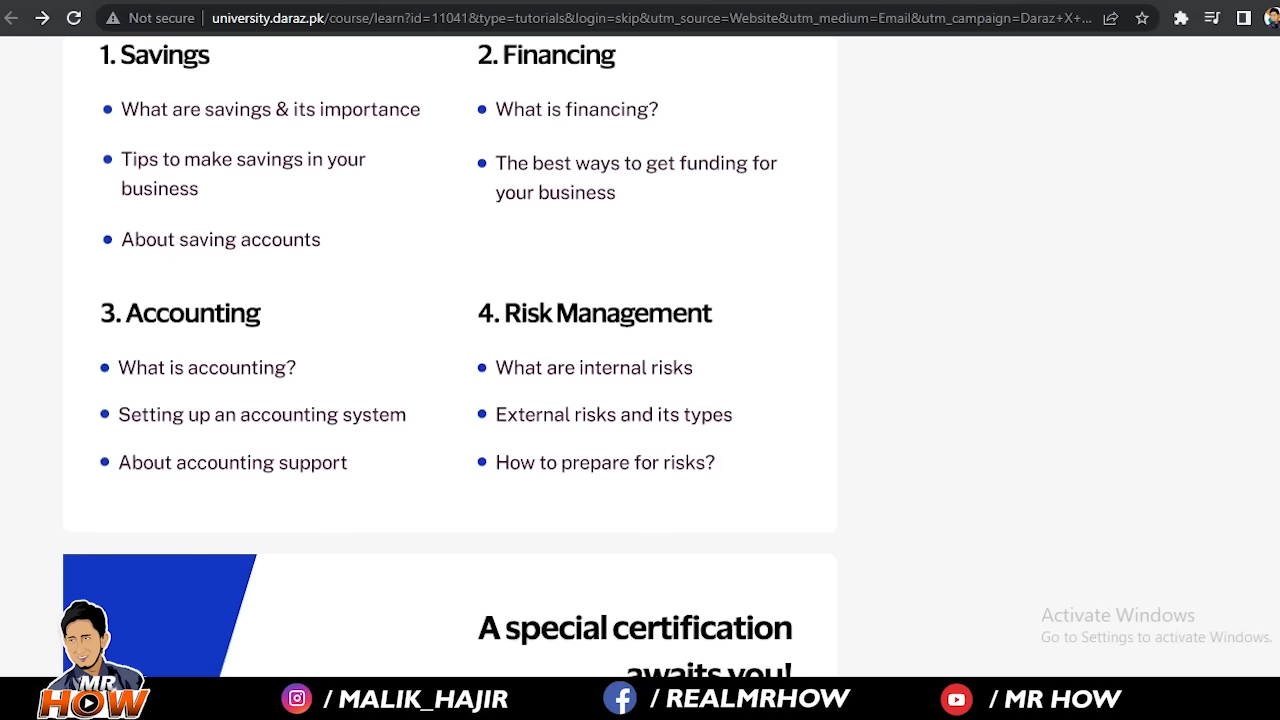 Not secure
university.daraz.pk/course/learn?id=11041&type=tutorials&login=skip&utm_source=Website&utm_medium=Email&utm_campaign=Daraz+X+...
1. Savings
What are savings & its importance
Tips to make savings in your
business
About saving accounts
2. Financing
What is financing?
The best ways to get funding for
your business
3. Accounting
What is accounting?
Setting up an accounting system
About accounting support
4. Risk Management
What are internal risks
External risks and its types
How to prepare for risks?
A special certification
awaits you!
Activate Windows
Go to Settings to activate Windows.
MR
HOW
/ MALIK_HAJIR
/ REALMRHOW
/ MR HOW